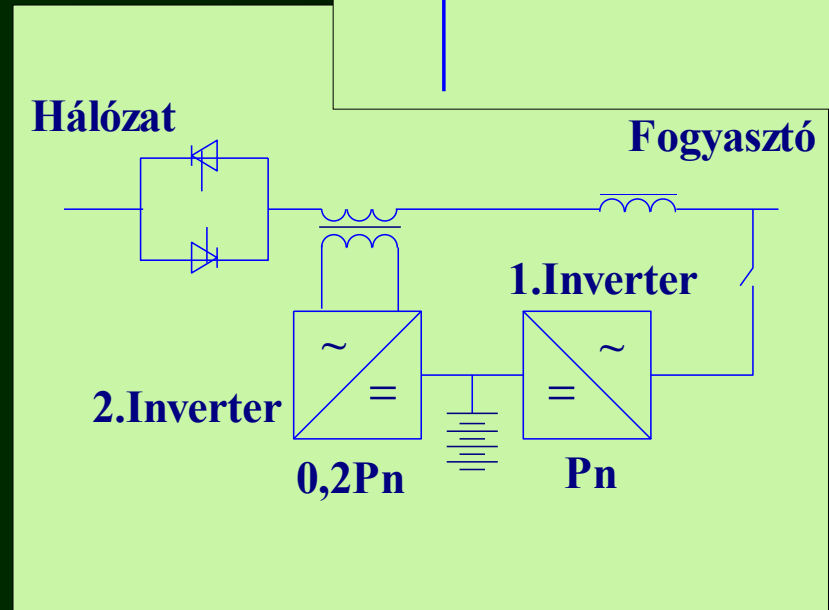 Hálózat
Fogyasztó
1.Inverter
~
=
=
~
2.Inverter
0,2Pn
Pn